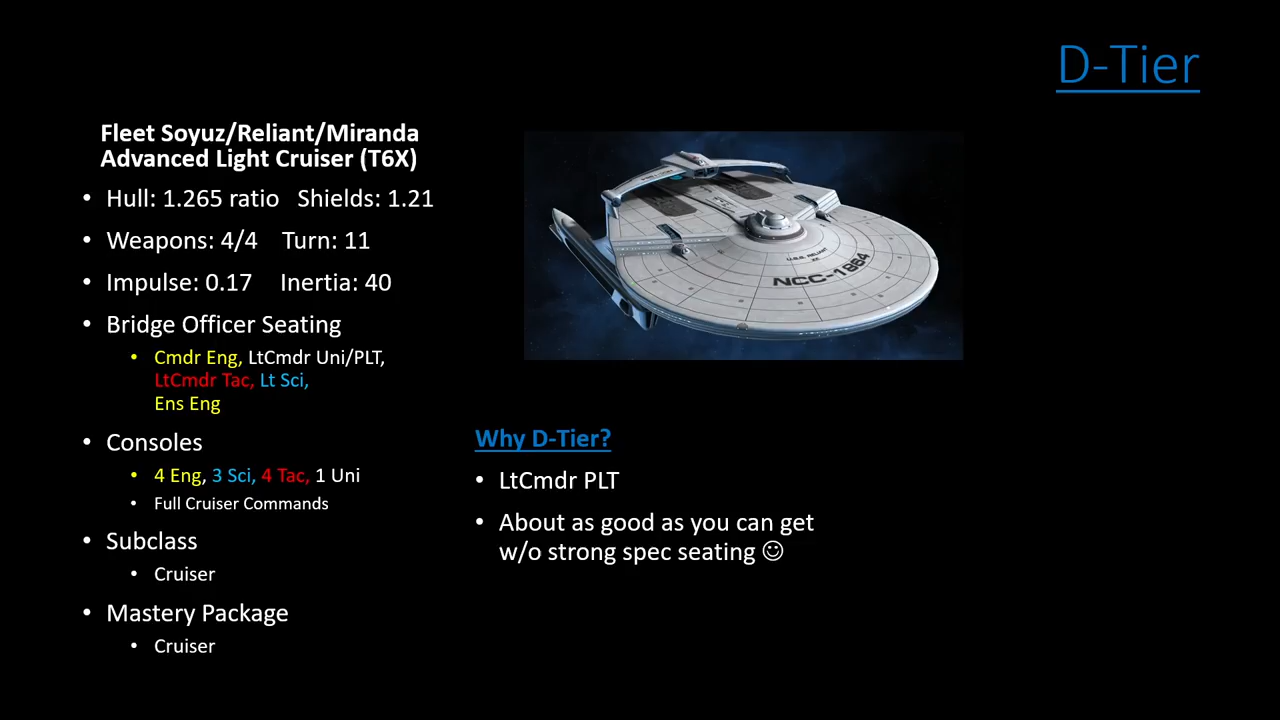 D-Tier
Fleet Soyuz/Reliant/Miranda
Advanced Light Cruiser (T6X)
• Hull: 1.265 ratio Shields: 1.21
• Weapons: 4/4 Turn: 11
• Impulse: 0.17 Inertia: 40
• Bridge Officer Seating
• Cmdr Eng, LtCmdr Uni/PLT,
LtCmdr Tac, Lt Sci,
Ens Eng
• Consoles
• 4 Eng, 3 Sci, 4 Tac, 1 Uni
• Full Cruiser Commands
• Subclass
• Cruiser
• Mastery Package
• Cruiser
U.S.S. RELIANT
NCC-1864
Why D-Tier?
• LtCmdr PLT
• About as good as you can get
w/o strong spec seating ☺